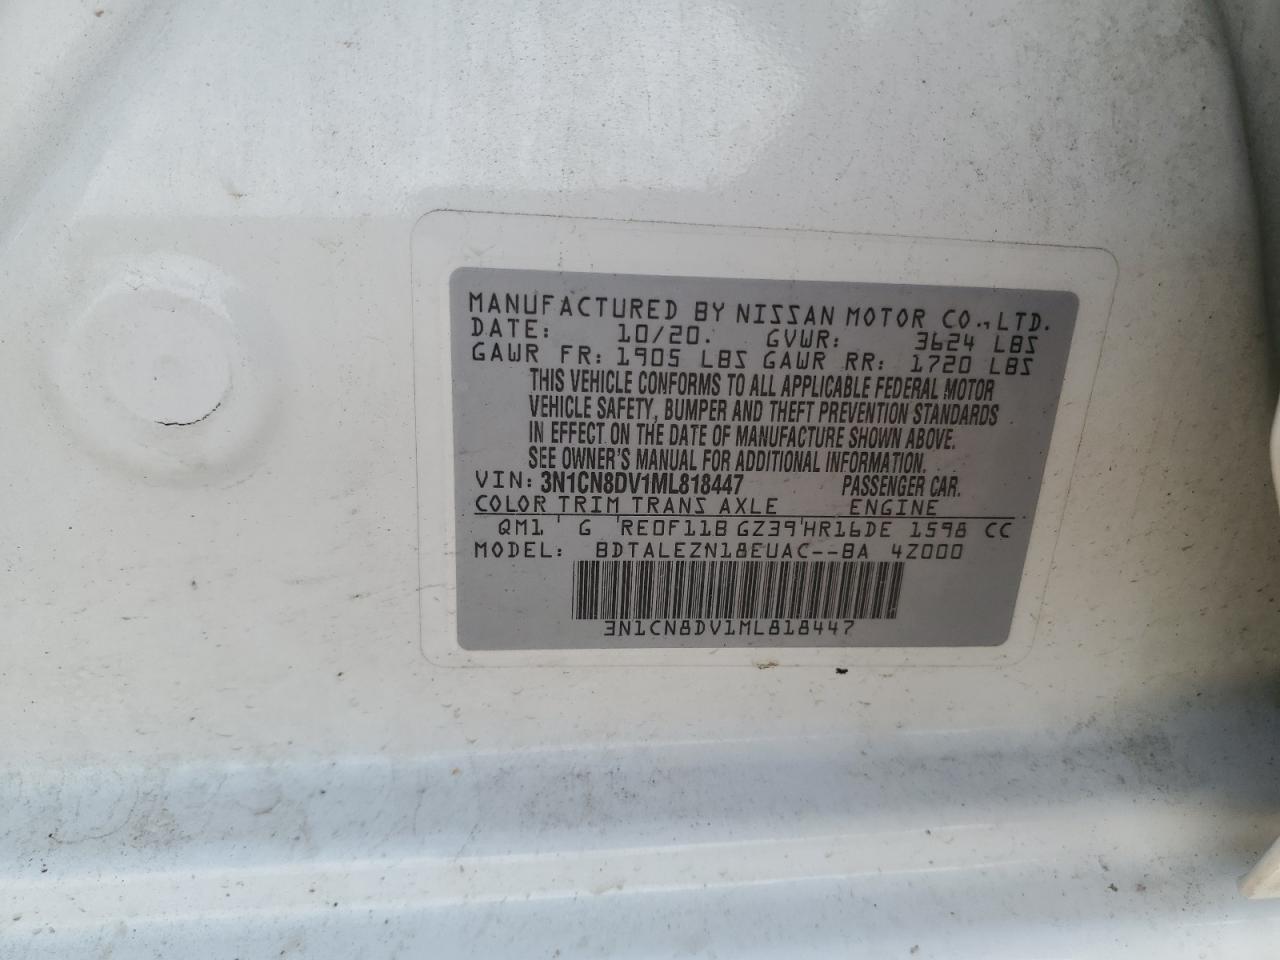 MANUFACTURED BY NISSAN MOTOR CO., LTD.
DATE: 10/20. GVWR: 3624 LBS
GAWR FR: 1905 LBS GAWR RR: 1720 LBS
THIS VEHICLE CONFORMS TO ALL APPLICABLE FEDERAL MOTOR
VEHICLE SAFETY, BUMPER AND THEFT PREVENTION STANDARDS
IN EFFECT ON THE DATE OF MANUFACTURE SHOWN ABOVE.
SEE OWNER'S MANUAL FOR ADDITIONAL INFORMATION.
VIN: 3N1CN8DV1ML818447 PASSENGER CAR.
COLOR TRIM TRANS AXLE ENGINE
QM1 G RE0F11B GZ39 HR16DE 1598 CC
MODEL: BDTALEZN18EUAC--BA 4Z000
3N1CN8DV1ML818447